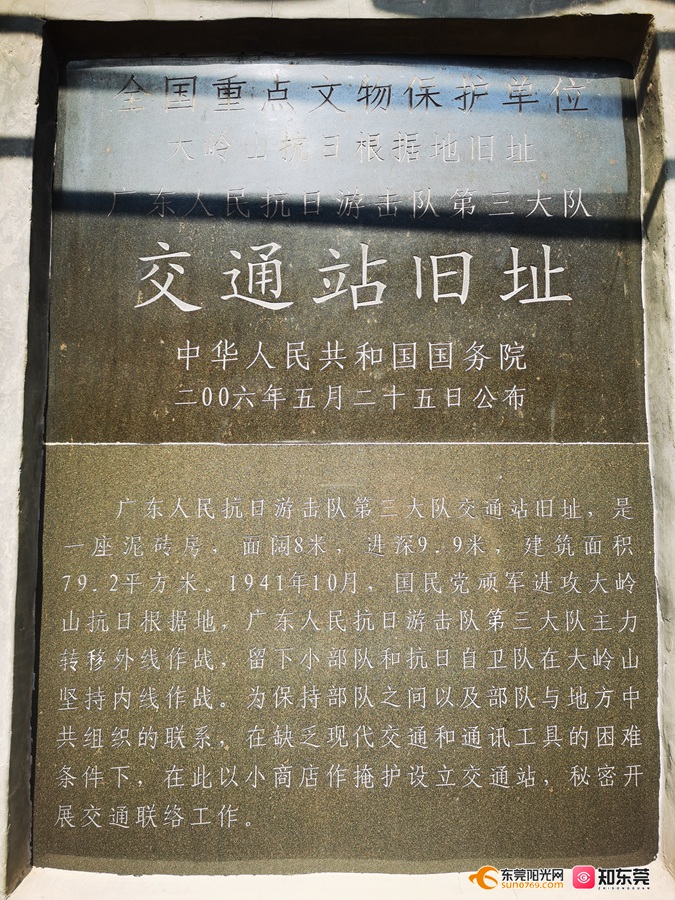 全国重点文物保护单位
大岭山抗日根据地旧址
广东人民抗日游击队第三大队
交通站旧址
中华人民共和国国务院
二00六年五月二十五日公布
广东人民抗日游击队第三大队交通站旧址，是
一座泥砖房，面阔8米，进深9.9米，建筑面积
79.2平方米。1941年10月，国民党顽军进攻大岭
山抗日根据地，广东人民抗日游击队第三大队主力
转移外线作战，留下小部队和抗日自卫队在大岭山
坚持内线作战。为保持部队之间以及部队与地方中
共组织的联系，在缺乏现代交通和通讯工具的困难
条件下，在此以小商店作掩护设立交通站，秘密开
展交通联络工作。
东莞阳光网
sun0769.com
知东莞
ZHIDONGGUAN